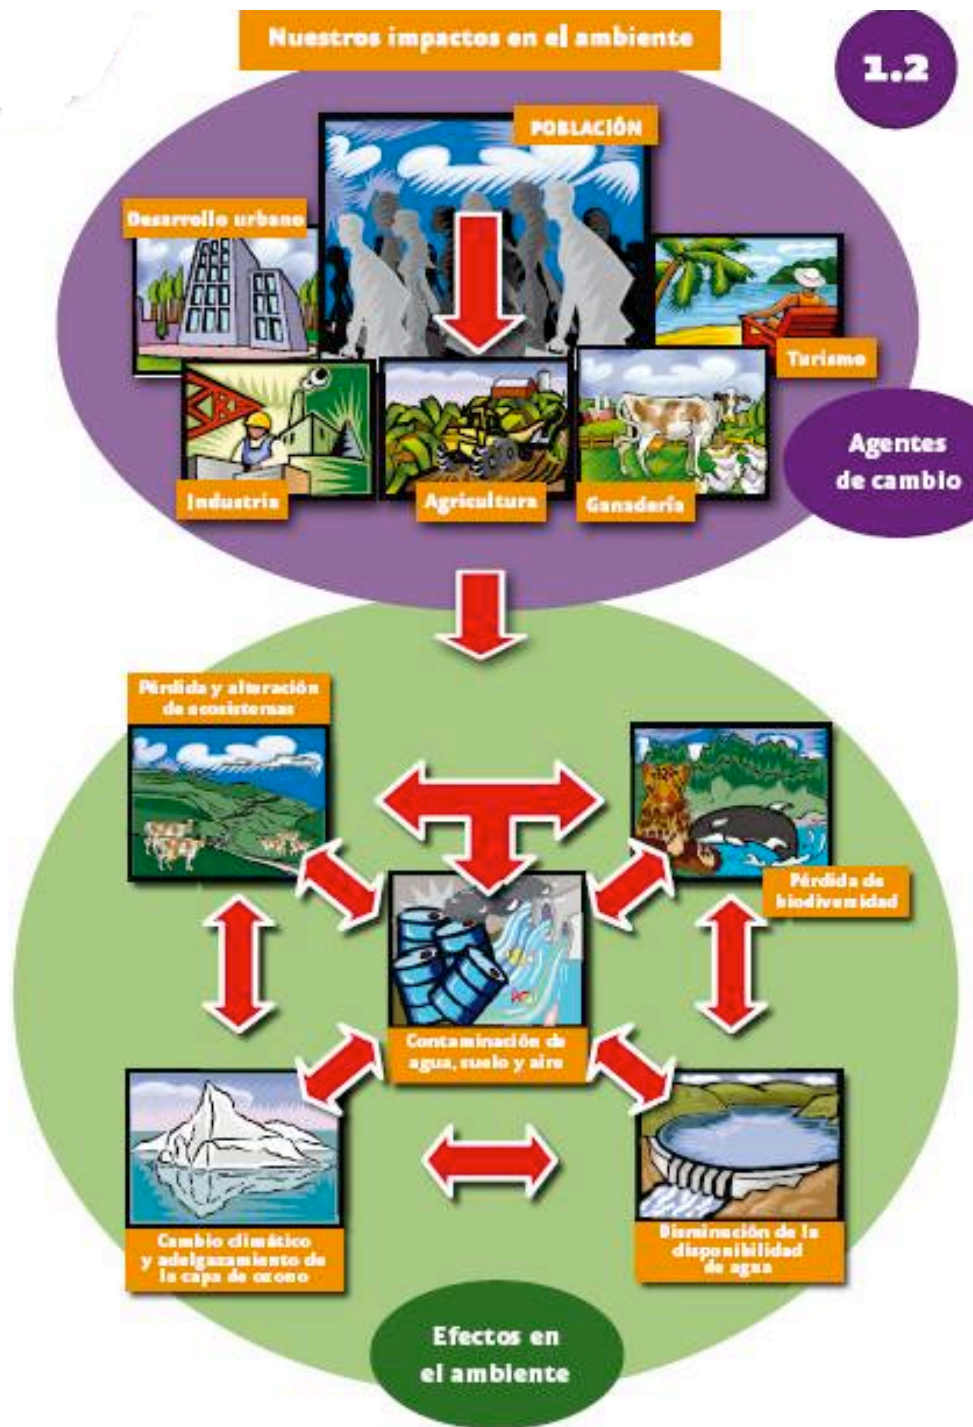 Nuestros impactos en el ambiente
1.2
POBLACIÓN
Desarrollo urbano
Turismo
Industria
Agricultura
Ganadería
Agentes
de cambio
Pérdida y alteración
de ecosistemas
Pérdida de
biodiversidad
Contaminación de
agua, suelo y aire
Cambio climático
y adelgazamiento de
la capa de ozono
Disminución de la
disponibilidad
de agua
Efectos en
el ambiente